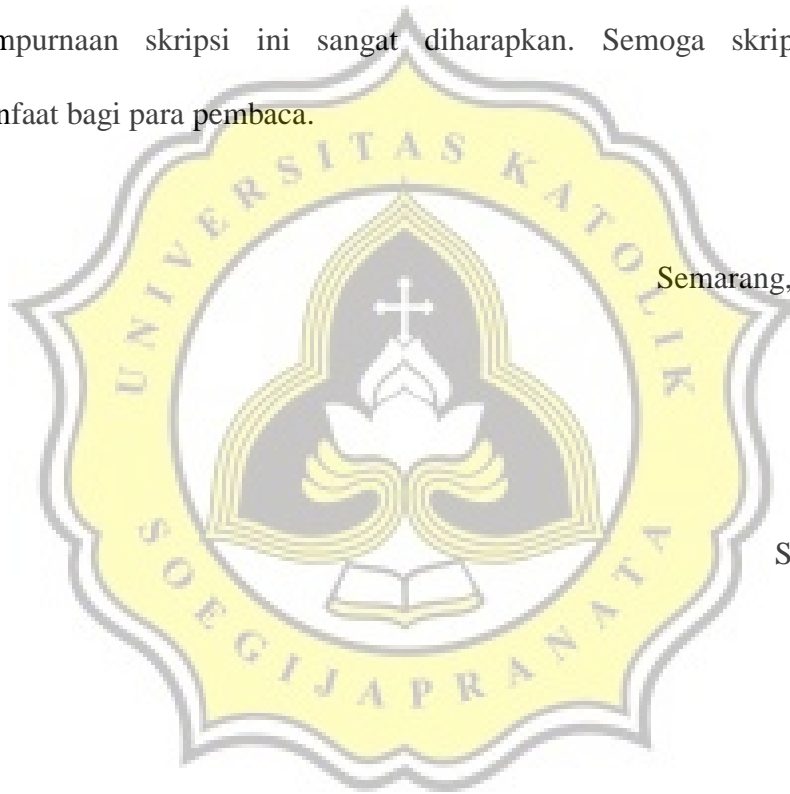 mpurnaan skripsi ini sangat diharapkan. Semoga skrip
nfaat bagi para pembaca.
UNIVERSITAS KATOLIK
Semarang,
S
SOEGIJAPRANATA